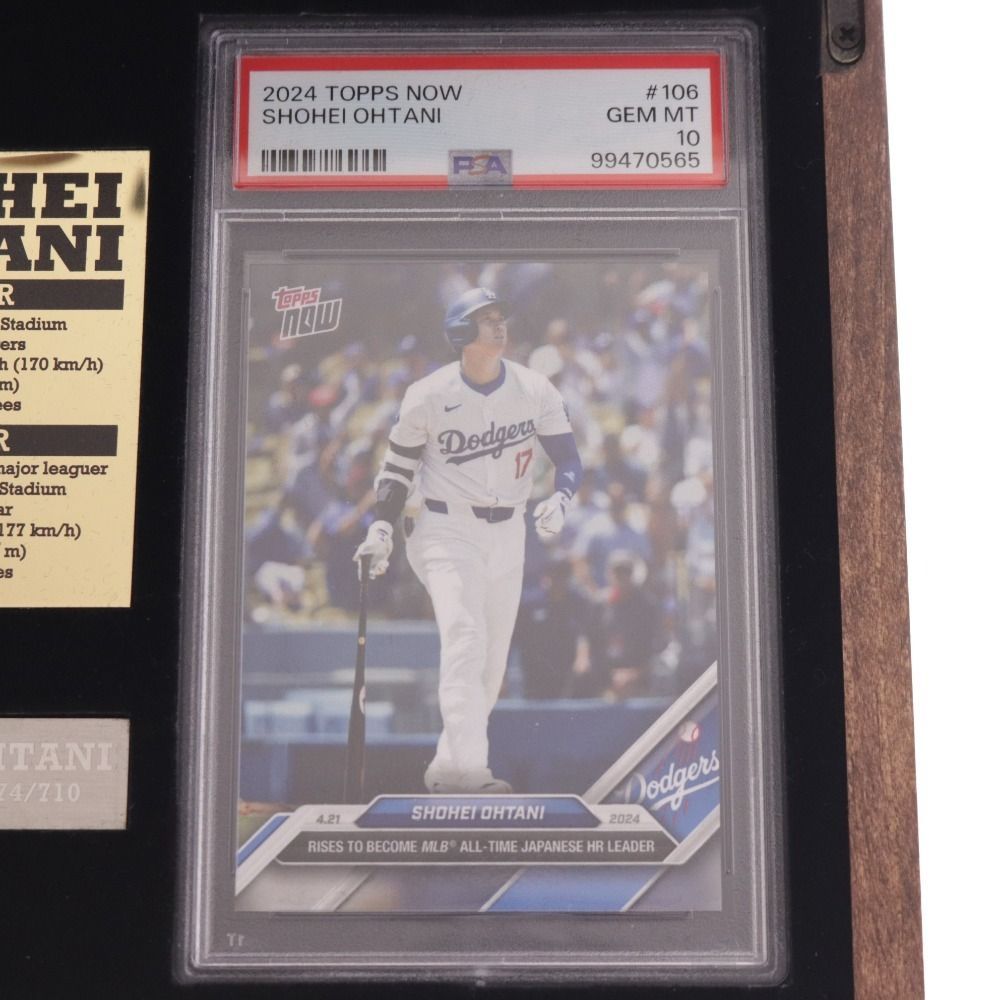 2024 TOPPS NOW
#106
SHOHEI OHTANI
GEM MT
10
PSA
99470565
HEI
ANI
R
Stadium
ers
h (170 km/h)
m)
ees
R
major leaguer
Stadium
ar
177 km/h)
m)
es
HTANI
74/710
TOPPS
NOW
Dodgers
17
Dodgers
4.21
SHOHEI OHTANI
2024
RISES TO BECOME MLB® ALL-TIME JAPANESE HR LEADER
Tr